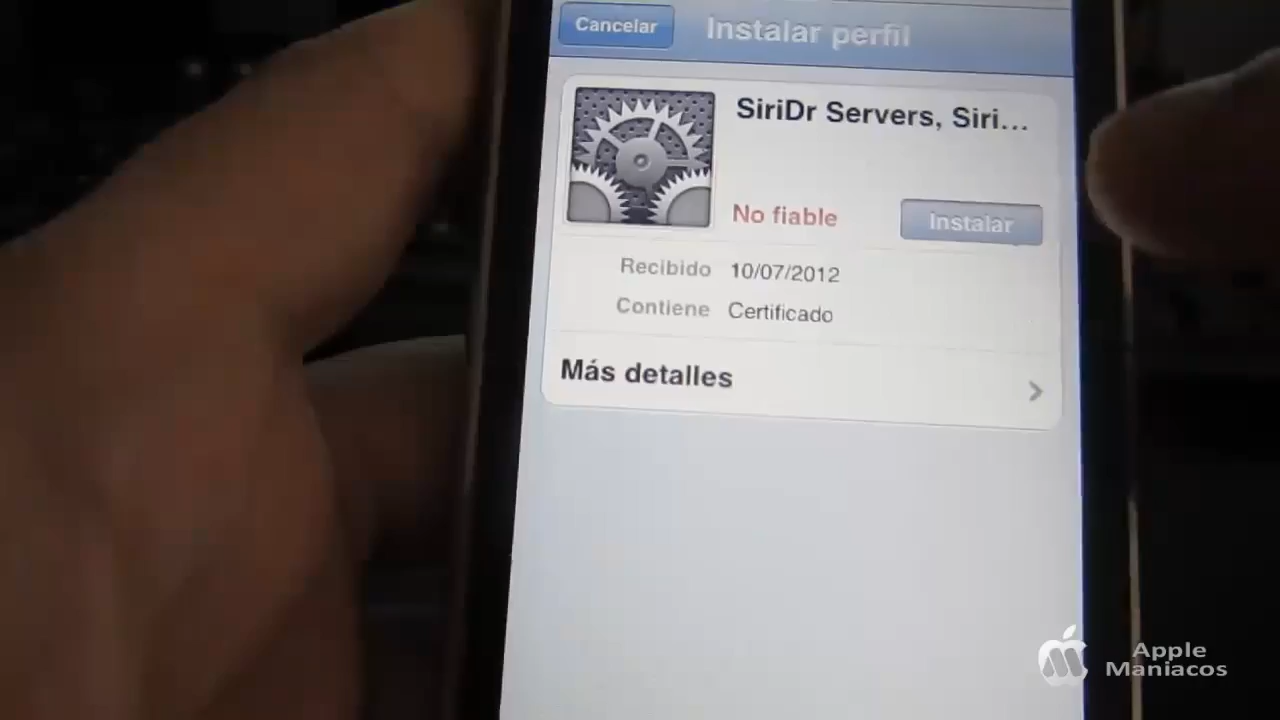 Cancelar
Instalar perfil
SiriDr Servers, Siri...
No fiable
Instalar
Recibido 10/07/2012
Contiene Certificado
Más detalles
Apple
Maniacos